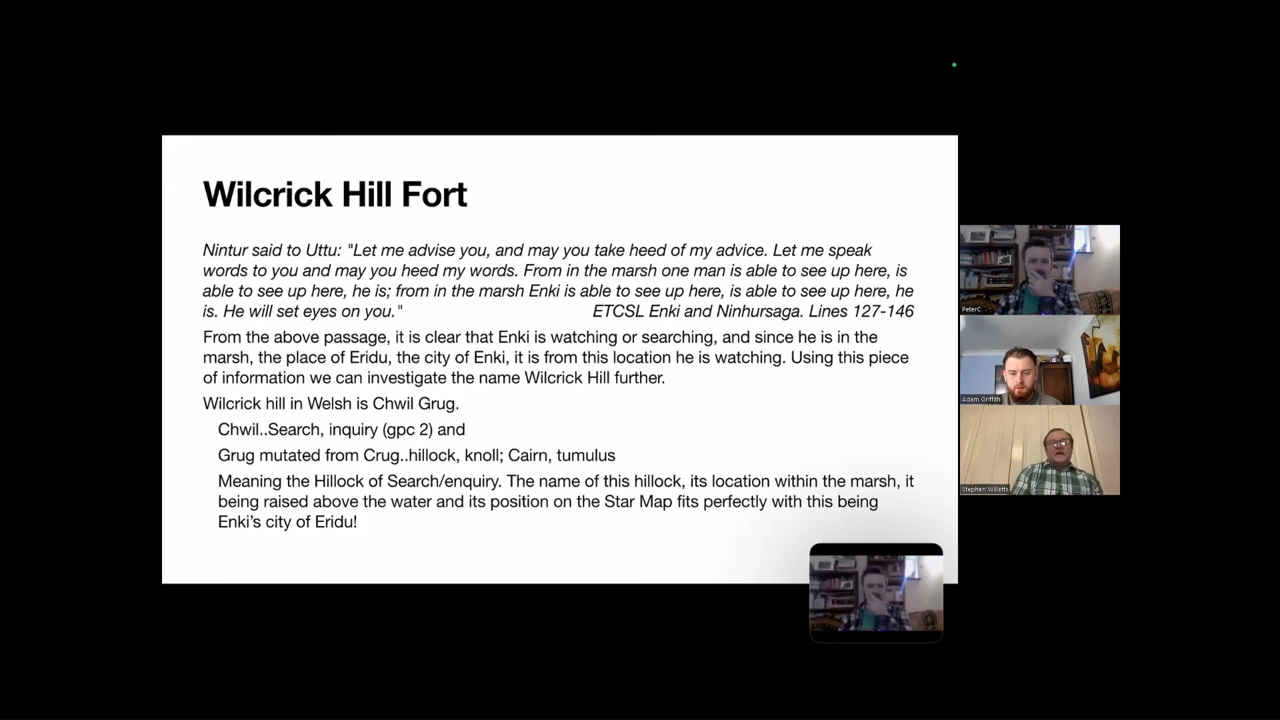 Wilcrick Hill Fort
Nintur said to Uttu: "Let me advise you, and may you take heed of my advice. Let me speak
words to you and may you heed my words. From in the marsh one man is able to see up here, is
able to see up here, he is; from in the marsh Enki is able to see up here, is able to see up here, he
is. He will set eyes on you." ETCSL Enki and Ninhursaga. Lines 127-146
From the above passage, it is clear that Enki is watching or searching, and since he is in the
marsh, the place of Eridu, the city of Enki, it is from this location he is watching. Using this piece
of information we can investigate the name Wilcrick Hill further.
Wilcrick hill in Welsh is Chwil Grug.
Chwil..Search, inquiry (gpc 2) and
Grug mutated from Crug..hillock, knoll; Cairn, tumulus
Meaning the Hillock of Search/enquiry. The name of this hillock, its location within the marsh, it
being raised above the water and its position on the Star Map fits perfectly with this being
Enki's city of Eridu!
PeterC
Adam Griffith
Stephen Willetts